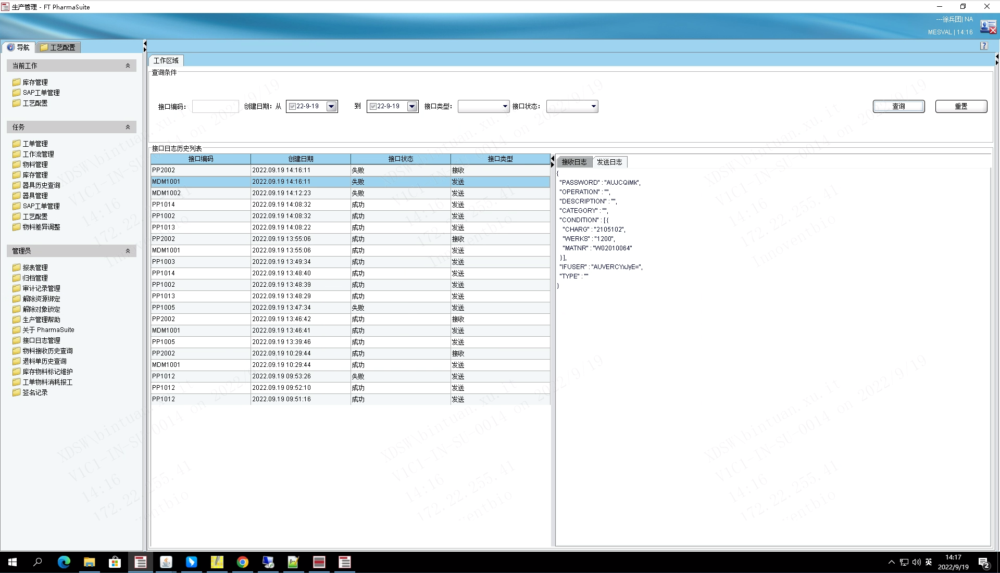 生产管理 - FT PharmaSuite
---徐兵团| NA
MESVAL | 14:16
导航
工艺配置
当前工作
库存管理
SAP工单管理
工艺配置
任务
工单管理
工作流管理
物料管理
库存管理
器具历史查询
器具管理
SAP工单管理
工艺配置
物料差异调整
管理员
报表管理
归档管理
审计记录管理
解除资源绑定
解除对象锁定
生产管理帮助
关于 PharmaSuite
接口日志管理
物料接收历史查询
退料单历史查询
库存物料标记维护
工单物料消耗报工
签名记录
工作区域
查询条件
接口编码: 创建日期: 从 22-9-19 到 22-9-19 接口类型: 接口状态: 查询 重置
接口日志历史列表
接口编码 创建日期 接口状态 接口类型
PP2002 2022.09.19 14:16:11 失败 接收
MDM1001 2022.09.19 14:16:11 失败 发送
MDM1002 2022.09.19 14:12:23 失败 发送
PP1014 2022.09.19 14:08:32 成功 发送
PP1002 2022.09.19 14:08:32 成功 发送
PP1013 2022.09.19 14:08:22 成功 发送
PP2002 2022.09.19 13:55:06 成功 接收
MDM1001 2022.09.19 13:55:06 成功 发送
PP1003 2022.09.19 13:49:34 成功 发送
PP1014 2022.09.19 13:48:40 成功 发送
PP1002 2022.09.19 13:48:39 成功 发送
PP1013 2022.09.19 13:48:29 成功 发送
PP1005 2022.09.19 13:47:34 失败 发送
PP2002 2022.09.19 13:46:42 成功 接收
MDM1001 2022.09.19 13:46:41 成功 发送
PP1005 2022.09.19 13:39:46 成功 发送
PP2002 2022.09.19 10:29:44 成功 接收
MDM1001 2022.09.19 10:29:44 成功 发送
PP1012 2022.09.19 09:53:26 失败 发送
PP1012 2022.09.19 09:52:10 成功 发送
PP1012 2022.09.19 09:51:16 成功 发送
接收日志 发送日志
{
"PASSWORD" : "AUJCQiMk",
"OPERATION" : "",
"DESCRIPTION" : "",
"CATEGORY" : "",
"CONDITION" : [ {
"CHARG" : "2105102",
"WERKS" : "1200",
"MATNR" : "W02010064"
} ],
"IFUSER" : "AUVERCYxJyE=",
"TYPE" : ""
}
XDSW\bintuan.xu.it
V1C1-IN-SU-0014 on 2022/9/19
14:16
172.22.255.41
Innoventbio
英
14:17
2022/9/19
2